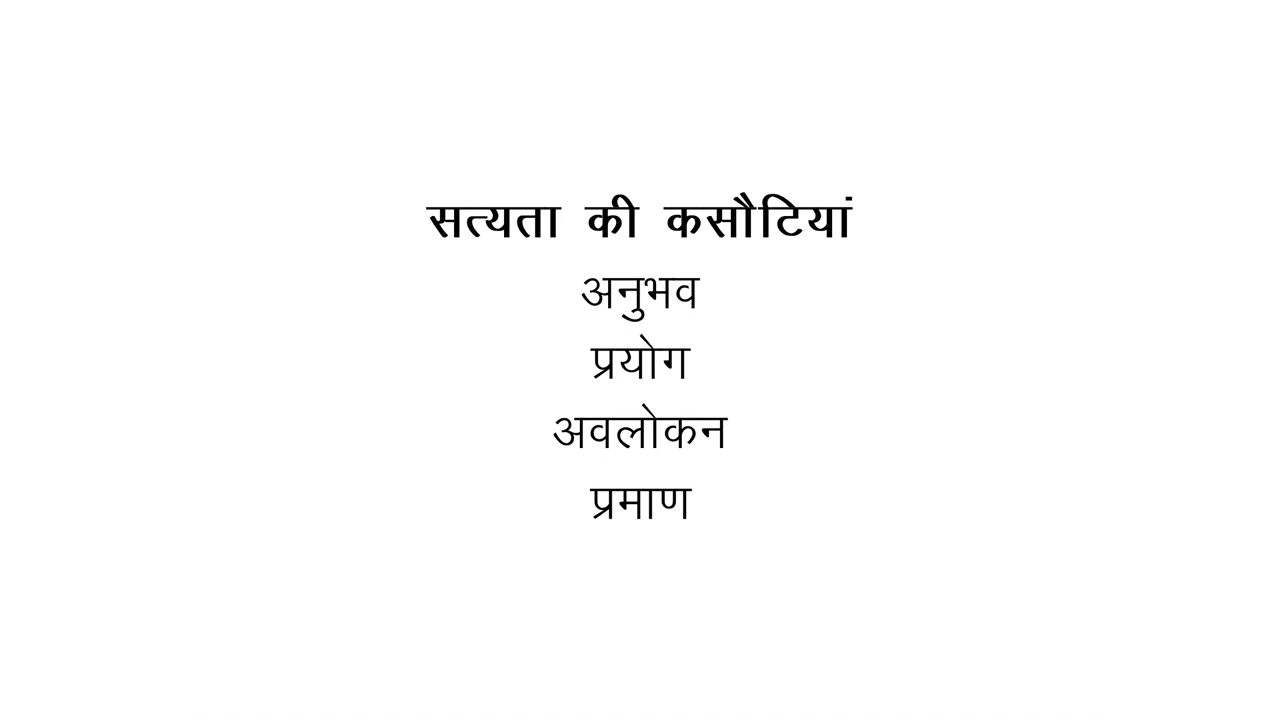 सत्यता की कसौटियां
अनुभव
प्रयोग
अवलोकन
प्रमाण